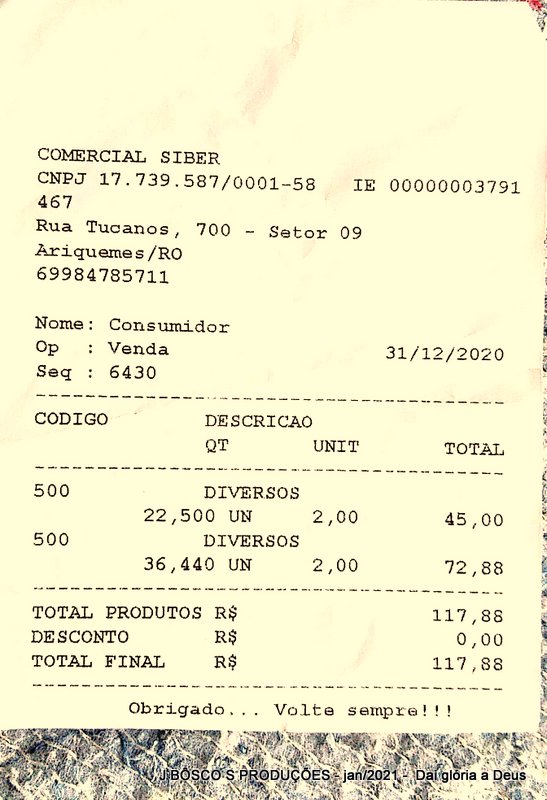 COMERCIAL SIBER
CNPJ 17.739.587/0001-58 IE 00000003791
467
Rua Tucanos, 700 - Setor 09
Ariquemes/RO
69984785711
Nome: Consumidor
Op : Venda 31/12/2020
Seq : 6430
CODIGO DESCRICAO
QT UNIT TOTAL
500 DIVERSOS
22,500 UN 2,00 45,00
500 DIVERSOS
36,440 UN 2,00 72,88
TOTAL PRODUTOS R$ 117,88
DESCONTO R$ 0,00
TOTAL FINAL R$ 117,88
Obrigado... Volte sempre!!!
J BOSCO S PRODUÇÕES - jan/2021 - Daí glória a Deus